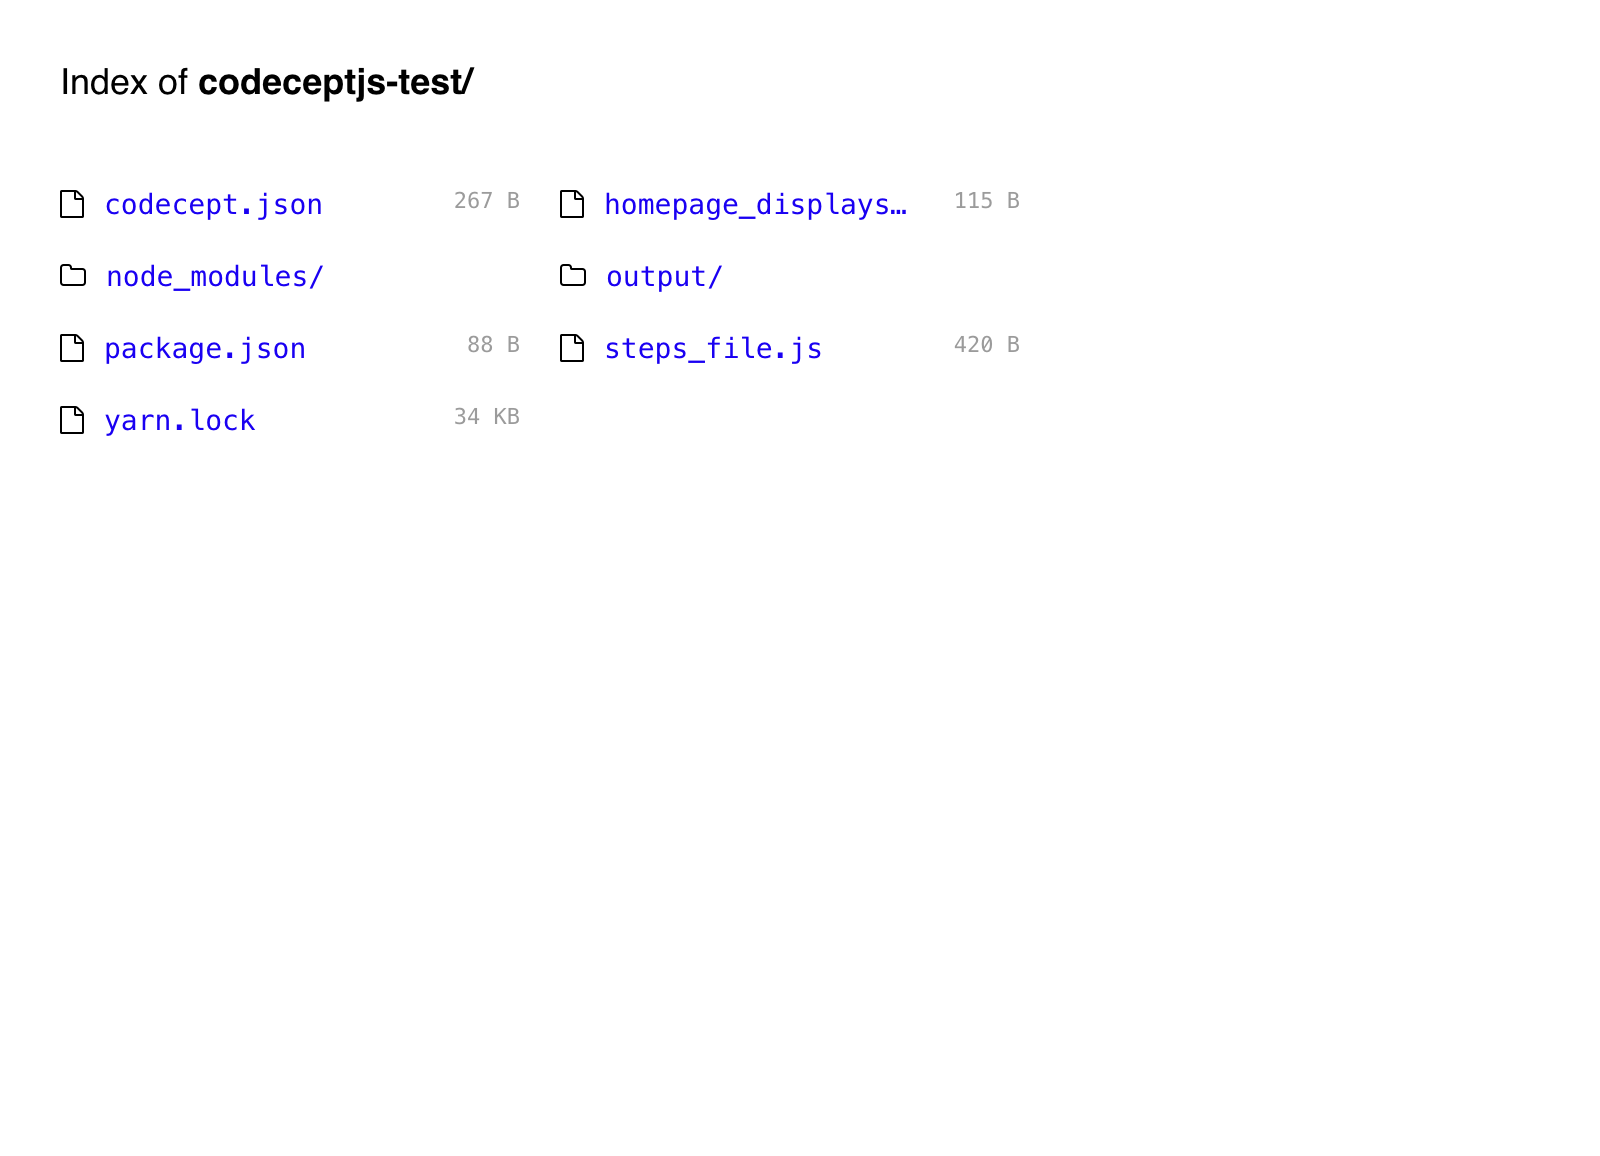 Index of codeceptjs-test/
codecept.json 267 B homepage_displays… 115 B
node_modules/ output/
package.json 88 B steps_file.js 420 B
yarn.lock 34 KB